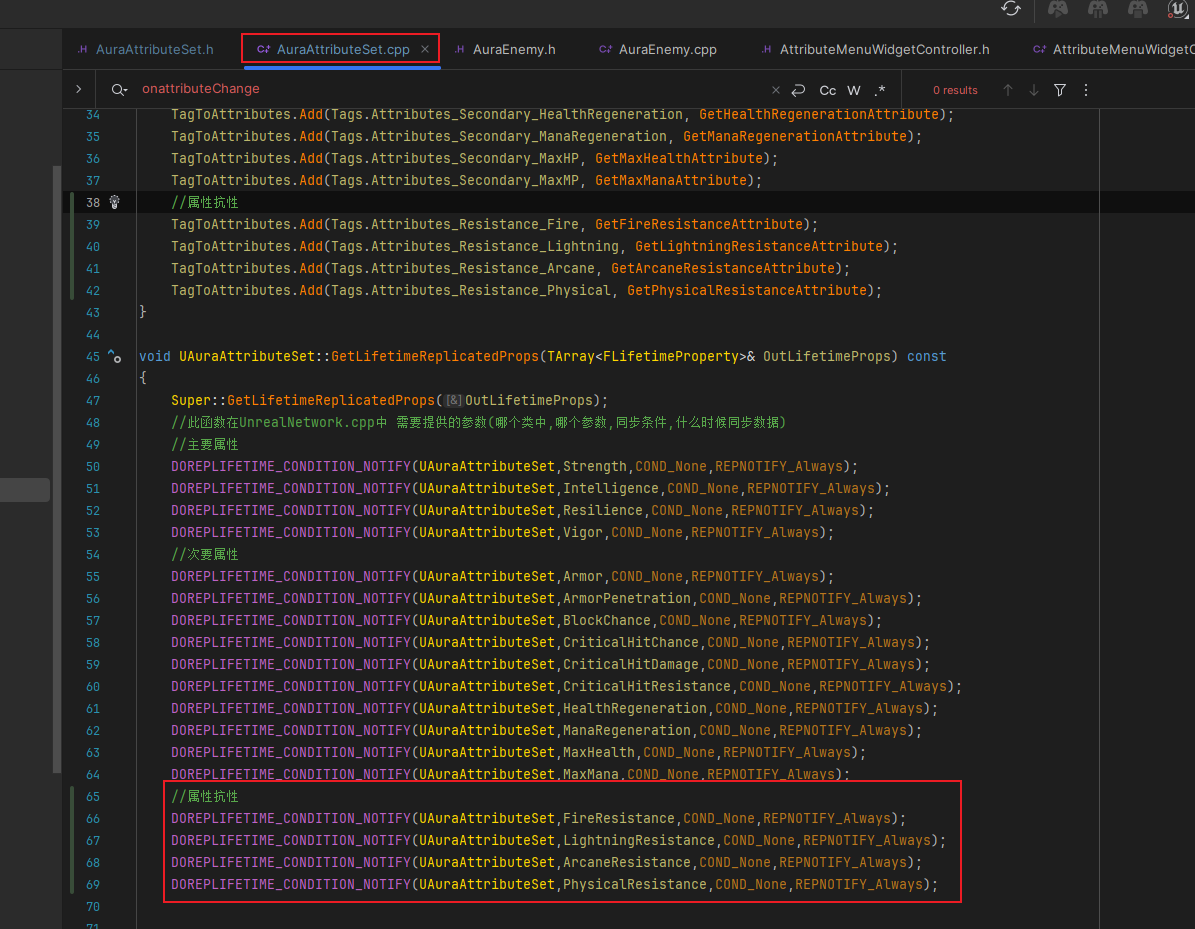 .H AuraAttributeSet.h C+ AuraAttributeSet.cpp × .H AuraEnemy.h C+ AuraEnemy.cpp .H AttributeMenuWidgetController.h C+ AttributeMenuWidgetC
onattributeChange × Cc W .* 0 results
34 TagToAttributes.Add(Tags.Attributes_Secondary_HealthRegeneration, GetHealthRegenerationAttribute);
35 TagToAttributes.Add(Tags.Attributes_Secondary_ManaRegeneration, GetManaRegenerationAttribute);
36 TagToAttributes.Add(Tags.Attributes_Secondary_MaxHP, GetMaxHealthAttribute);
37 TagToAttributes.Add(Tags.Attributes_Secondary_MaxMP, GetMaxManaAttribute);
38 //属性抗性
39 TagToAttributes.Add(Tags.Attributes_Resistance_Fire, GetFireResistanceAttribute);
40 TagToAttributes.Add(Tags.Attributes_Resistance_Lightning, GetLightningResistanceAttribute);
41 TagToAttributes.Add(Tags.Attributes_Resistance_Arcane, GetArcaneResistanceAttribute);
42 TagToAttributes.Add(Tags.Attributes_Resistance_Physical, GetPhysicalResistanceAttribute);
43 }
44
45 void UAuraAttributeSet::GetLifetimeReplicatedProps(TArray<FLifetimeProperty>& OutLifetimeProps) const
46 {
47 Super::GetLifetimeReplicatedProps([&]OutLifetimeProps);
48 //此函数在UnrealNetwork.cpp中 需要提供的参数(哪个类中,哪个参数,同步条件,什么时候同步数据)
49 //主要属性
50 DOREPLIFETIME_CONDITION_NOTIFY(UAuraAttributeSet,Strength,COND_None,REPNOTIFY_Always);
51 DOREPLIFETIME_CONDITION_NOTIFY(UAuraAttributeSet,Intelligence,COND_None,REPNOTIFY_Always);
52 DOREPLIFETIME_CONDITION_NOTIFY(UAuraAttributeSet,Resilience,COND_None,REPNOTIFY_Always);
53 DOREPLIFETIME_CONDITION_NOTIFY(UAuraAttributeSet,Vigor,COND_None,REPNOTIFY_Always);
54 //次要属性
55 DOREPLIFETIME_CONDITION_NOTIFY(UAuraAttributeSet,Armor,COND_None,REPNOTIFY_Always);
56 DOREPLIFETIME_CONDITION_NOTIFY(UAuraAttributeSet,ArmorPenetration,COND_None,REPNOTIFY_Always);
57 DOREPLIFETIME_CONDITION_NOTIFY(UAuraAttributeSet,BlockChance,COND_None,REPNOTIFY_Always);
58 DOREPLIFETIME_CONDITION_NOTIFY(UAuraAttributeSet,CriticalHitChance,COND_None,REPNOTIFY_Always);
59 DOREPLIFETIME_CONDITION_NOTIFY(UAuraAttributeSet,CriticalHitDamage,COND_None,REPNOTIFY_Always);
60 DOREPLIFETIME_CONDITION_NOTIFY(UAuraAttributeSet,CriticalHitResistance,COND_None,REPNOTIFY_Always);
61 DOREPLIFETIME_CONDITION_NOTIFY(UAuraAttributeSet,HealthRegeneration,COND_None,REPNOTIFY_Always);
62 DOREPLIFETIME_CONDITION_NOTIFY(UAuraAttributeSet,ManaRegeneration,COND_None,REPNOTIFY_Always);
63 DOREPLIFETIME_CONDITION_NOTIFY(UAuraAttributeSet,MaxHealth,COND_None,REPNOTIFY_Always);
64 DOREPLIFETIME_CONDITION_NOTIFY(UAuraAttributeSet,MaxMana,COND_None,REPNOTIFY_Always);
65 //属性抗性
66 DOREPLIFETIME_CONDITION_NOTIFY(UAuraAttributeSet,FireResistance,COND_None,REPNOTIFY_Always);
67 DOREPLIFETIME_CONDITION_NOTIFY(UAuraAttributeSet,LightningResistance,COND_None,REPNOTIFY_Always);
68 DOREPLIFETIME_CONDITION_NOTIFY(UAuraAttributeSet,ArcaneResistance,COND_None,REPNOTIFY_Always);
69 DOREPLIFETIME_CONDITION_NOTIFY(UAuraAttributeSet,PhysicalResistance,COND_None,REPNOTIFY_Always);
70
71